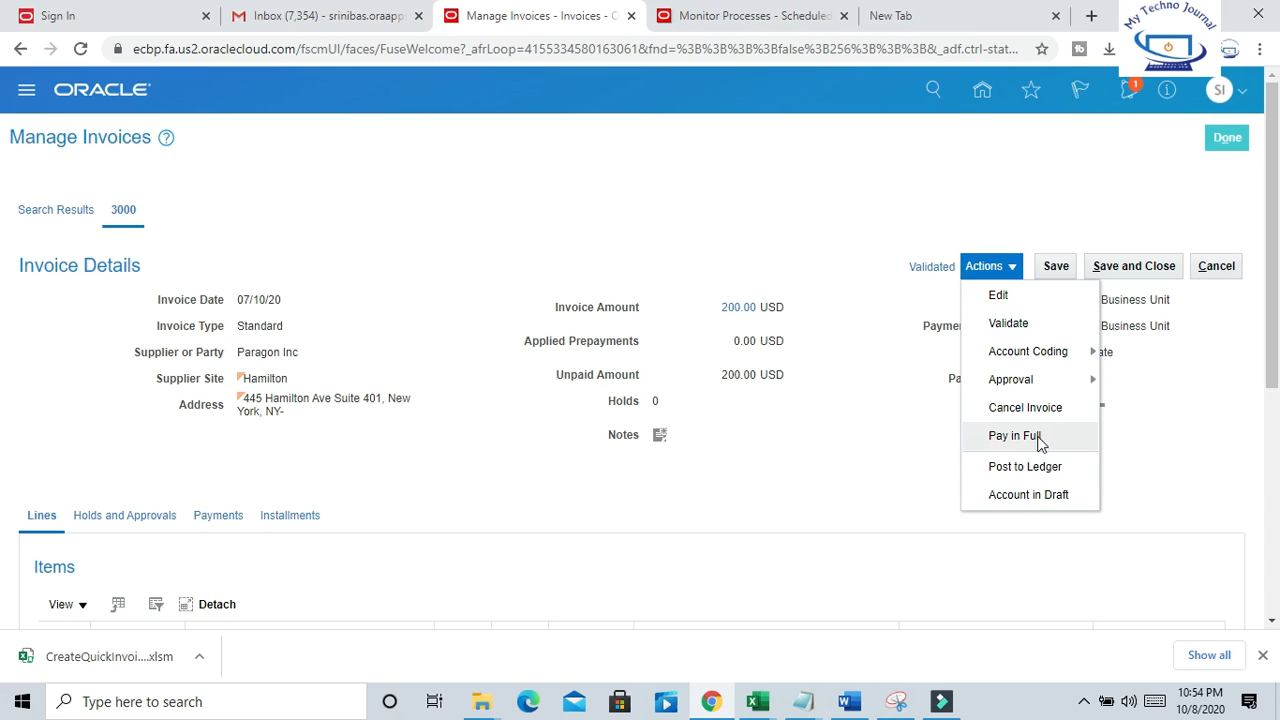 My Techno Journal
Sign In
Inbox (7,354) - srinibas.oraapp
Manage Invoices - Invoices - O
Monitor Processes - Scheduled
New Tab
ecbp.fa.us2.oraclecloud.com/fscmUI/faces/FuseWelcome?_afrLoop=4155334580163061&fnd=%3B%3B%3B%3Bfalse%3B256%3B%3B%3B&_adf.ctrl-stat...
ORACLE
1
SI
Manage Invoices
Done
Search Results 3000
Invoice Details
Validated Actions Save Save and Close Cancel
Invoice Date 07/10/20
Invoice Type Standard
Supplier or Party Paragon Inc
Supplier Site Hamilton
Address 445 Hamilton Ave Suite 401, New
York, NY-
Invoice Amount 200.00 USD
Applied Prepayments 0.00 USD
Unpaid Amount 200.00 USD
Holds 0
Notes
Business Unit
Paym Business Unit
ate
Pa
Edit
Validate
Account Coding
Approval
Cancel Invoice
Pay in Full
Post to Ledger
Account in Draft
Lines Holds and Approvals Payments Installments
Items
View Detach
CreateQuickInvoi....xlsm
Show all
Type here to search
10:54 PM
10/8/2020